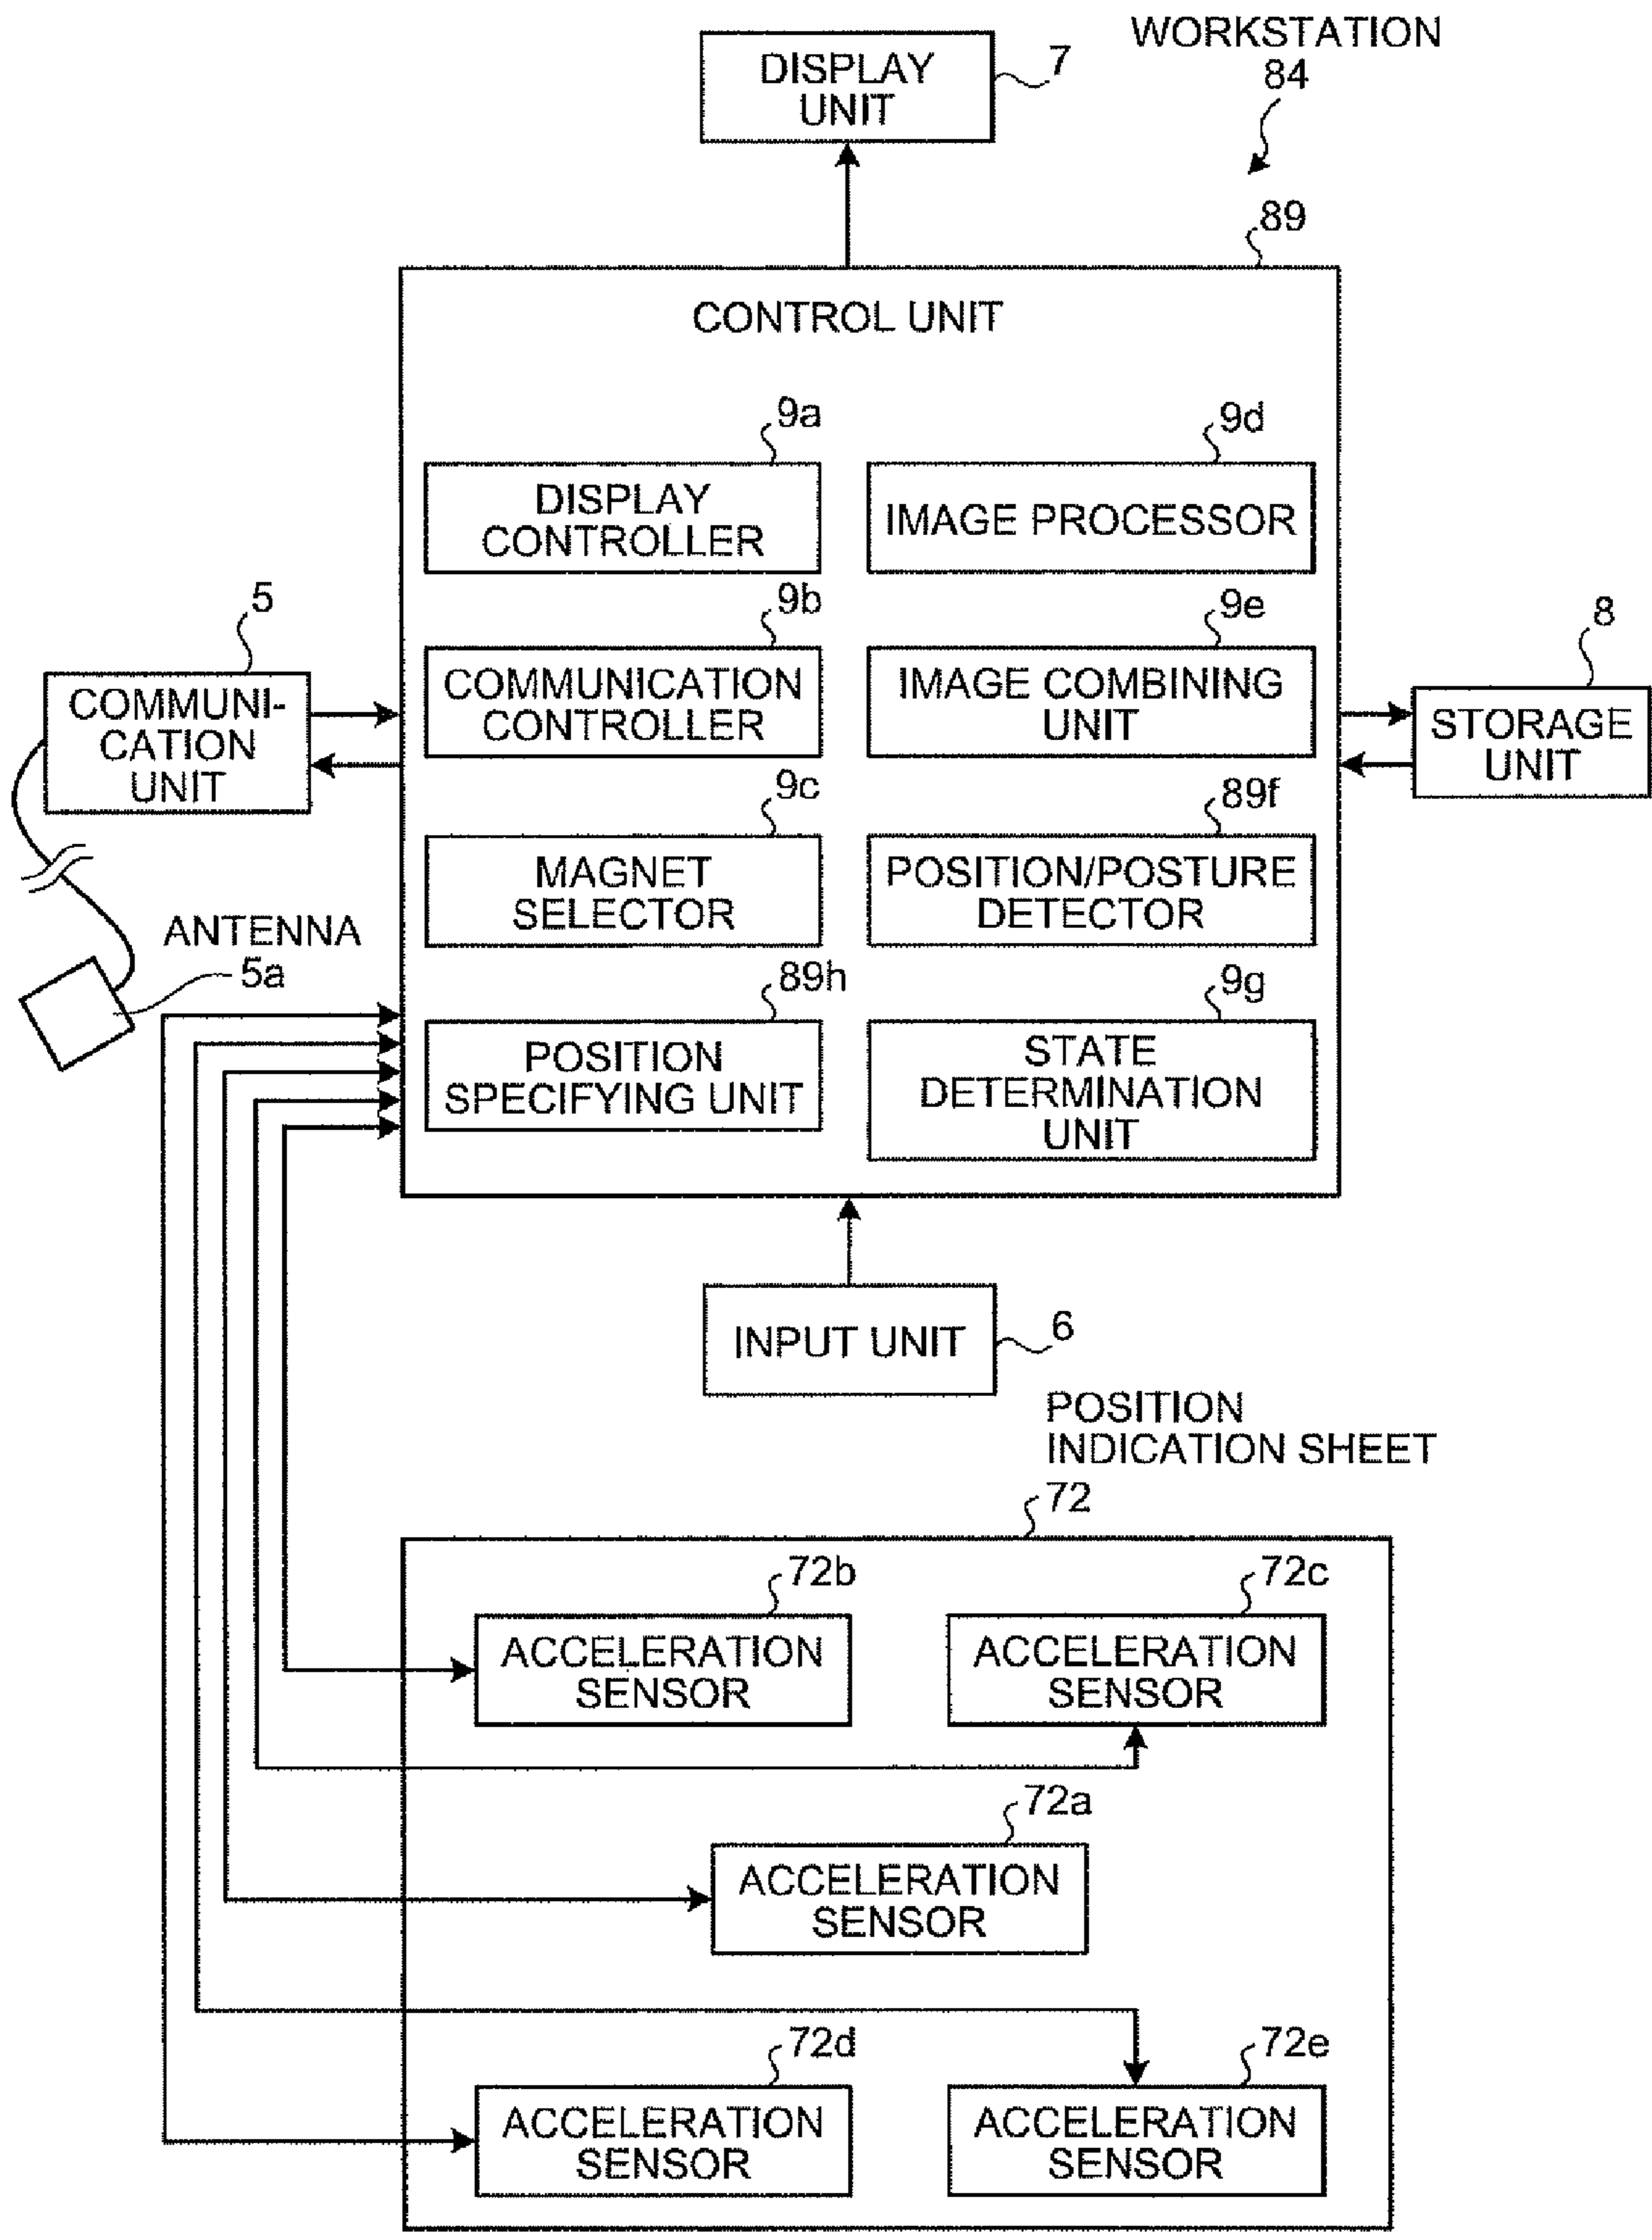 WORKSTATION
84
DISPLAY
UNIT
7
89
CONTROL UNIT
9a
DISPLAY
CONTROLLER
9d
IMAGE PROCESSOR
5
COMMUNI-
CATION
UNIT
9b
COMMUNICATION
CONTROLLER
9e
IMAGE COMBINING
UNIT
8
STORAGE
UNIT
9c
MAGNET
SELECTOR
89f
POSITION/POSTURE
DETECTOR
ANTENNA
5a
89h
POSITION
SPECIFYING UNIT
9g
STATE
DETERMINATION
UNIT
INPUT UNIT
6
POSITION
INDICATION SHEET
72
72b
ACCELERATION
SENSOR
72c
ACCELERATION
SENSOR
72a
ACCELERATION
SENSOR
72d
ACCELERATION
SENSOR
72e
ACCELERATION
SENSOR